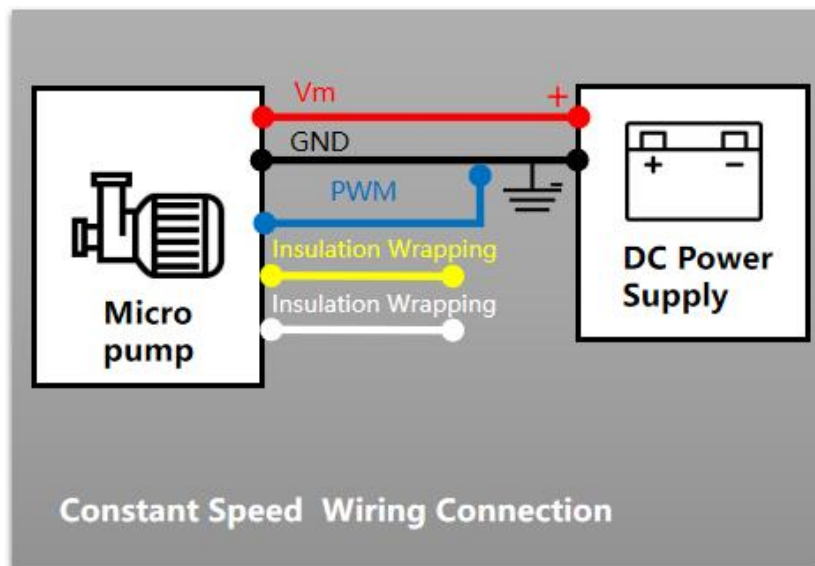 Vm +
GND
-
PWM
+ −
Insulation Wrapping
DC Power
Supply
Insulation Wrapping
Micro
pump
Constant Speed Wiring Connection